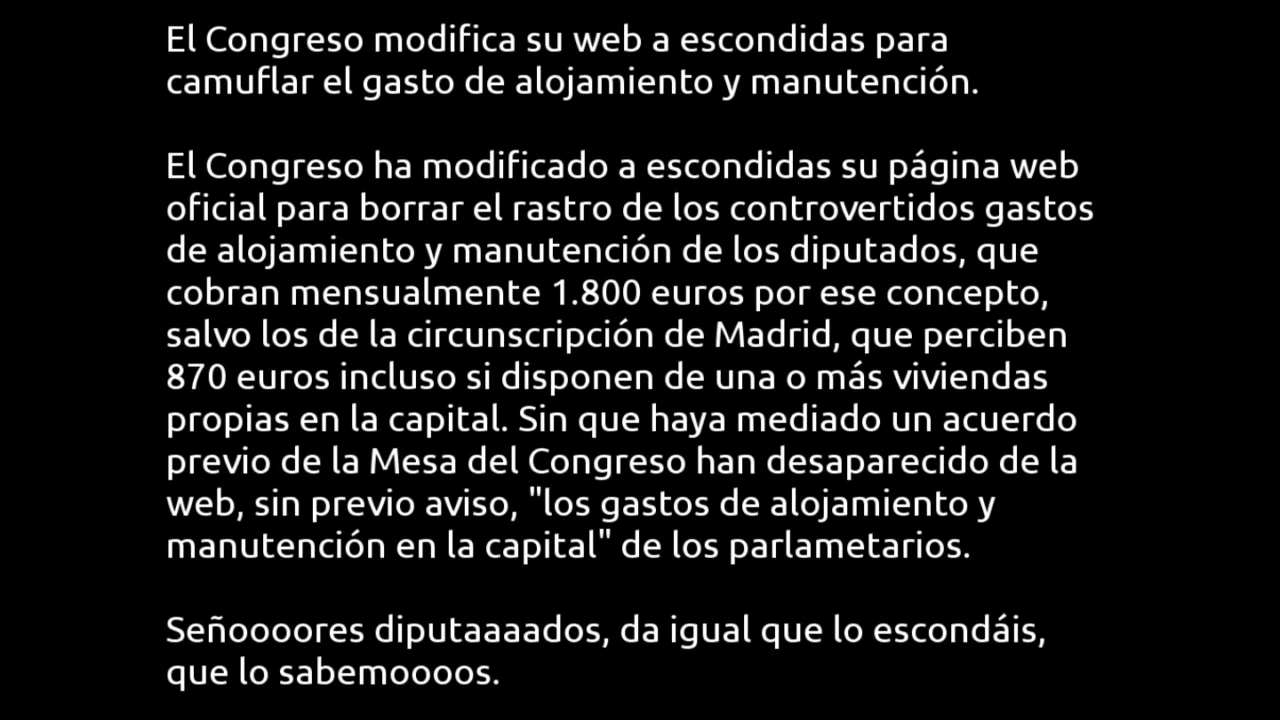 El Congreso modifica su web a escondidas para
camuflar el gasto de alojamiento y manutención.
El Congreso ha modificado a escondidas su página web
oficial para borrar el rastro de los controvertidos gastos
de alojamiento y manutención de los diputados, que
cobran mensualmente 1.800 euros por ese concepto,
salvo los de la circunscripción de Madrid, que perciben
870 euros incluso si disponen de una o más viviendas
propias en la capital. Sin que haya mediado un acuerdo
previo de la Mesa del Congreso han desaparecido de la
web, sin previo aviso, "los gastos de alojamiento y
manutención en la capital" de los parlametarios.
Señoooores diputaaaados, da igual que lo escondáis,
que lo sabemoooos.